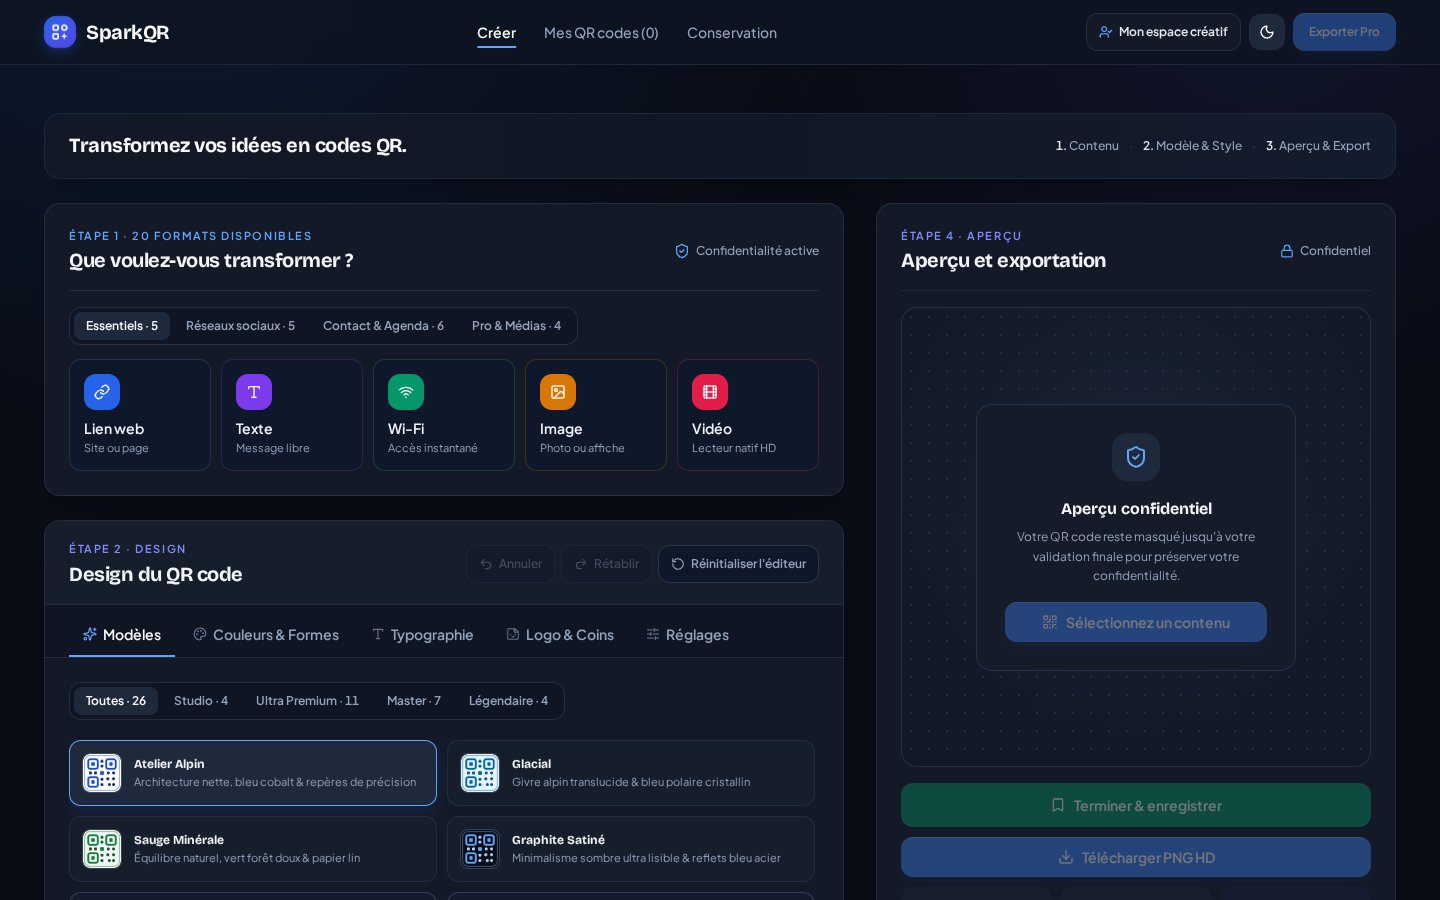 SparkQR
Créer
Mes QR codes (0)
Conservation
Mon espace créatif
Exporter Pro
Transformez vos idées en codes QR.
1. Contenu · 2. Modèle & Style · 3. Aperçu & Export
ÉTAPE 1 · 20 FORMATS DISPONIBLES
Que voulez-vous transformer ?
Confidentialité active
Essentiels · 5
Réseaux sociaux · 5
Contact & Agenda · 6
Pro & Médias · 4
Lien web
Site ou page
Texte
Message libre
Wi-Fi
Accès instantané
Image
Photo ou affiche
Vidéo
Lecteur natif HD
ÉTAPE 2 · DESIGN
Design du QR code
Annuler
Rétablir
Réinitialiser l'éditeur
Modèles
Couleurs & Formes
Typographie
Logo & Coins
Réglages
Toutes · 26
Studio · 4
Ultra Premium · 11
Master · 7
Légendaire · 4
Atelier Alpin
Architecture nette, bleu cobalt & repères de précision
Glacial
Givre alpin translucide & bleu polaire cristallin
Sauge Minérale
Équilibre naturel, vert forêt doux & papier lin
Graphite Satiné
Minimalisme sombre ultra lisible & reflets bleu acier
ÉTAPE 4 · APERÇU
Aperçu et exportation
Confidentiel
Aperçu confidentiel
Votre QR code reste masqué jusqu'à votre
validation finale pour préserver votre
confidentialité.
Sélectionnez un contenu
Terminer & enregistrer
Télécharger PNG HD